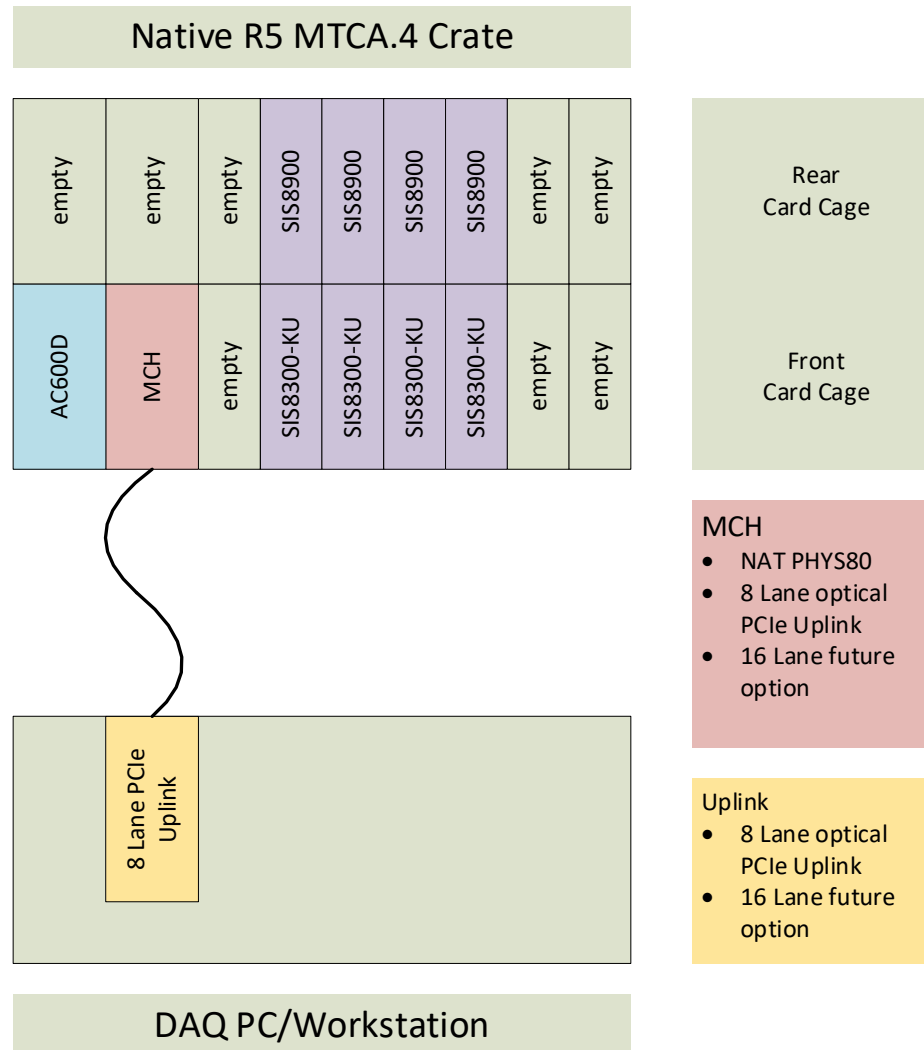 Native R5 MTCA.4 Crate
empty
empty
empty
SIS8900
SIS8900
SIS8900
SIS8900
empty
empty
Rear
Card Cage
AC600D
MCH
empty
SIS8300-KU
SIS8300-KU
SIS8300-KU
SIS8300-KU
empty
empty
Front
Card Cage
MCH
• NAT PHYS80
• 8 Lane optical
PCIe Uplink
• 16 Lane future
option
8 Lane PCIe
Uplink
Uplink
• 8 Lane optical
PCIe Uplink
• 16 Lane future
option
DAQ PC/Workstation